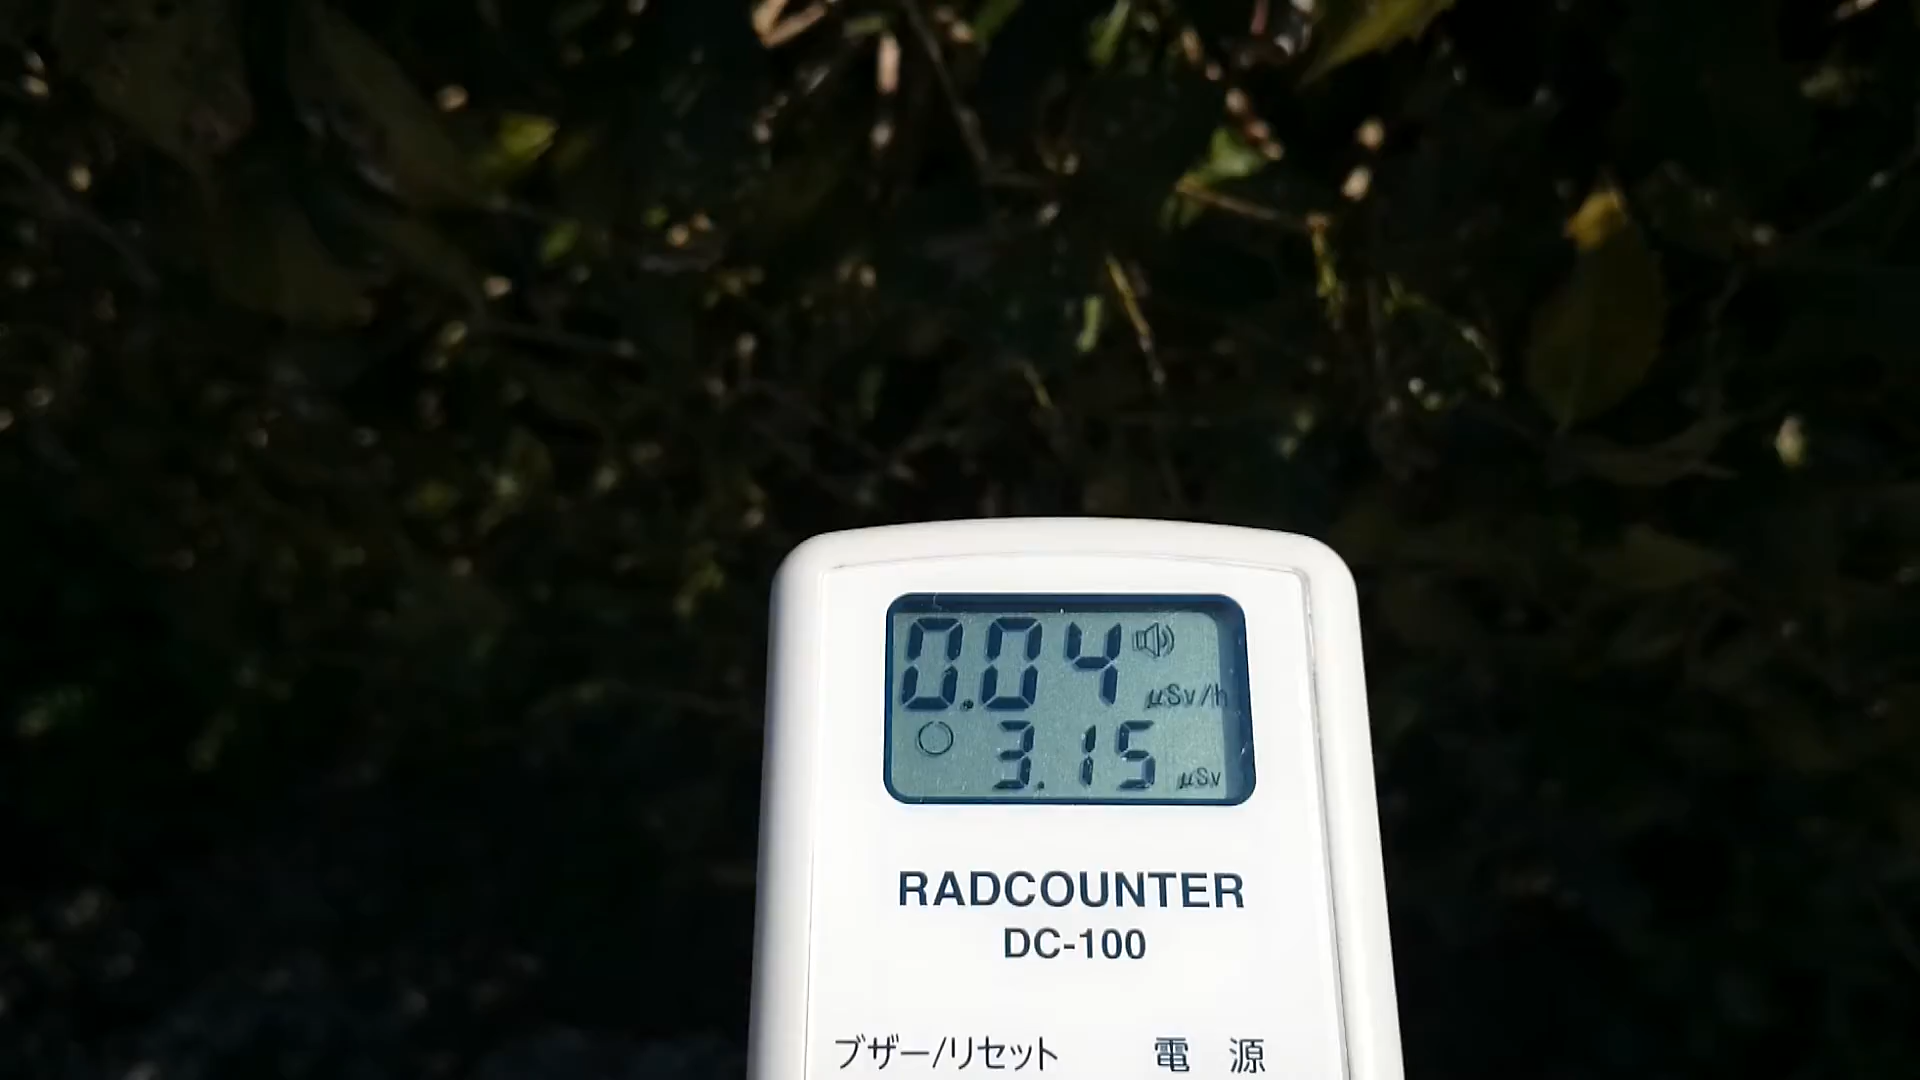 0.04 μSv/h
3.15 μSv
RADCOUNTER
DC-100
ブザー/リセット 電 源